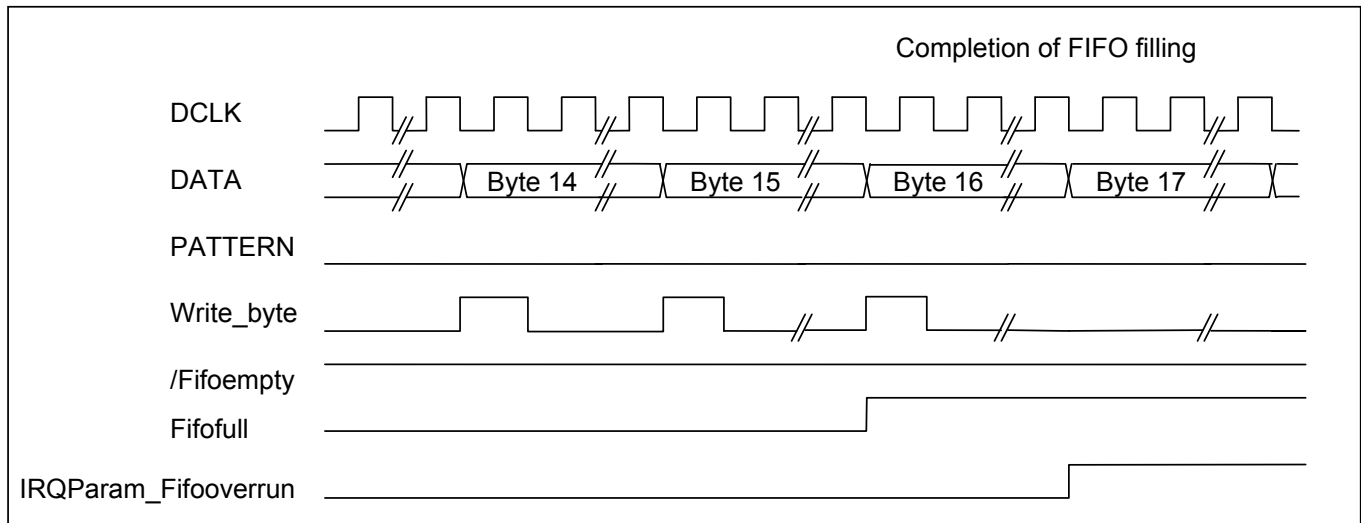 Completion of FIFO filling
DCLK
DATA
Byte 14 Byte 15 Byte 16 Byte 17
PATTERN
Write_byte
/Fifoempty
Fifofull
IRQParam_Fifooverrun